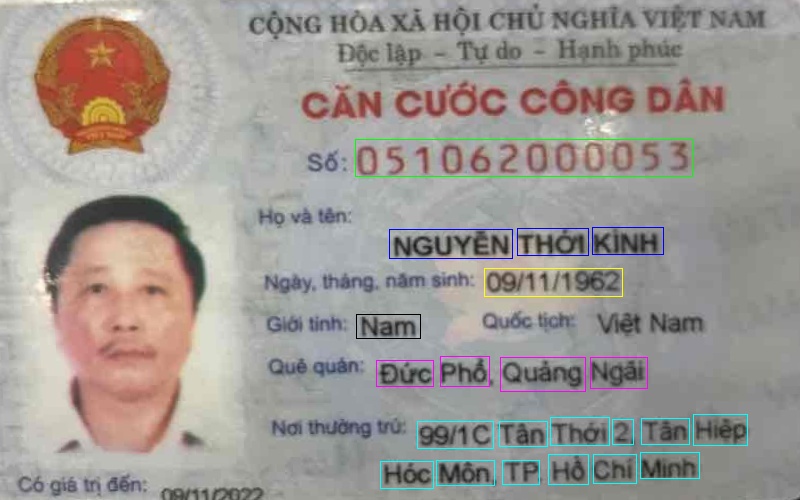 CỘNG HÒA XÃ HỘI CHỦ NGHĨA VIỆT NAM
Độc lập - Tự do - Hạnh phúc
CĂN CƯỚC CÔNG DÂN
Số: 051062000053
Họ và tên:
NGUYỄN THỚI KÌNH
Ngày, tháng, năm sinh: 09/11/1962
Giới tính: Nam Quốc tịch: Việt Nam
Quê quán: Đức Phổ, Quảng Ngãi
Nơi thường trú: 99/1C Tân Thới 2, Tân Hiệp
Hóc Môn, TP. Hồ Chí Minh
Có giá trị đến: 09/11/2022